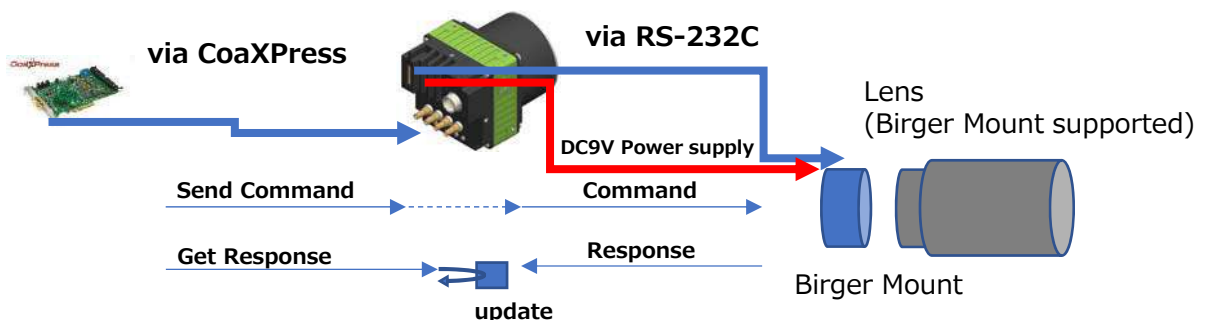 via CoaXPress
via RS-232C
CoaXPress
Lens
(Birger Mount supported)
DC9V Power supply
Send Command
Command
Get Response
Response
Birger Mount
update